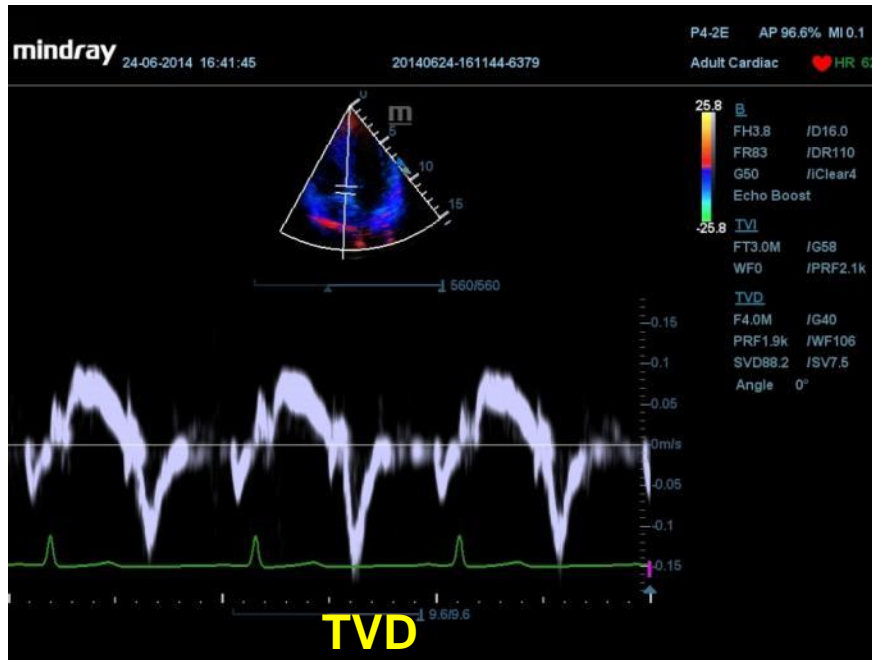 mindray 24-06-2014 16:41:45 20140624-161144-6379
P4-2E AP 96.6% MI 0.1
Adult Cardiac HR 62
m
0
5
10
15
560/560
25.8
-25.8
B
FH3.8 /D16.0
FR83 /DR110
G50 /iClear4
Echo Boost
TVI
FT3.0M /G58
WF0 /PRF2.1k
TVD
F4.0M /G40
PRF1.9k /WF106
SVD88.2 /SV7.5
Angle 0°
0.15
0.1
0.05
0m/s
-0.05
-0.1
-0.15
9.6/9.6
TVD